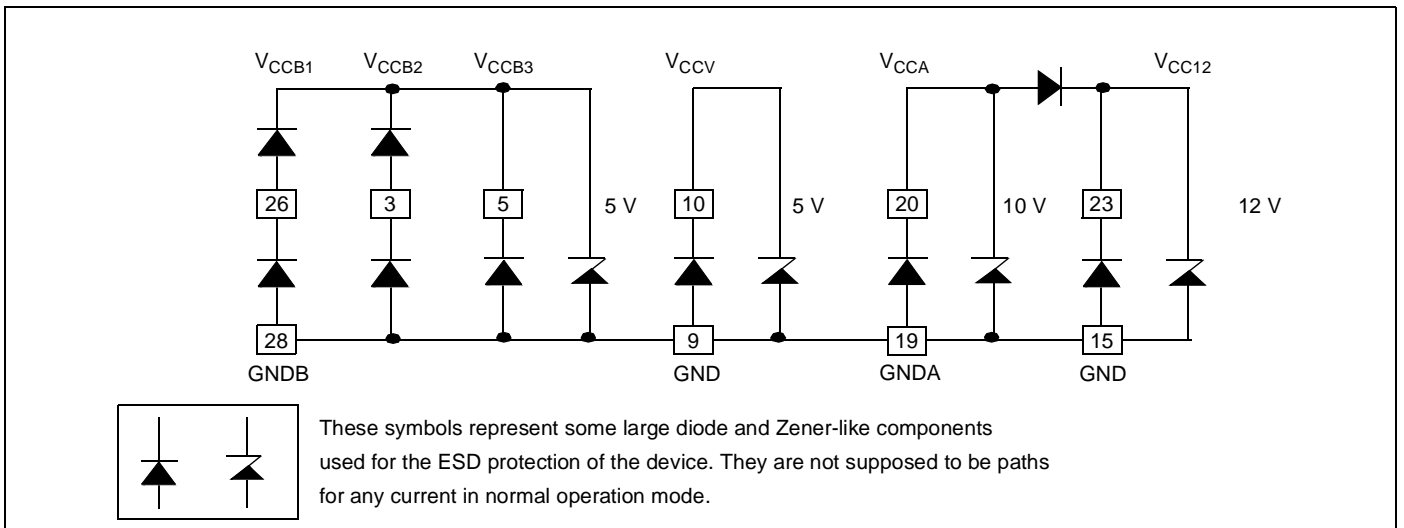 VCCB1 VCCB2 VCCB3 VCCV VCCA VCC12
26 3 5 5 V 10 5 V 20 10 V 23 12 V
28 9 19 15
GNDB GND GNDA GND
These symbols represent some large diode and Zener-like components
used for the ESD protection of the device. They are not supposed to be paths
for any current in normal operation mode.